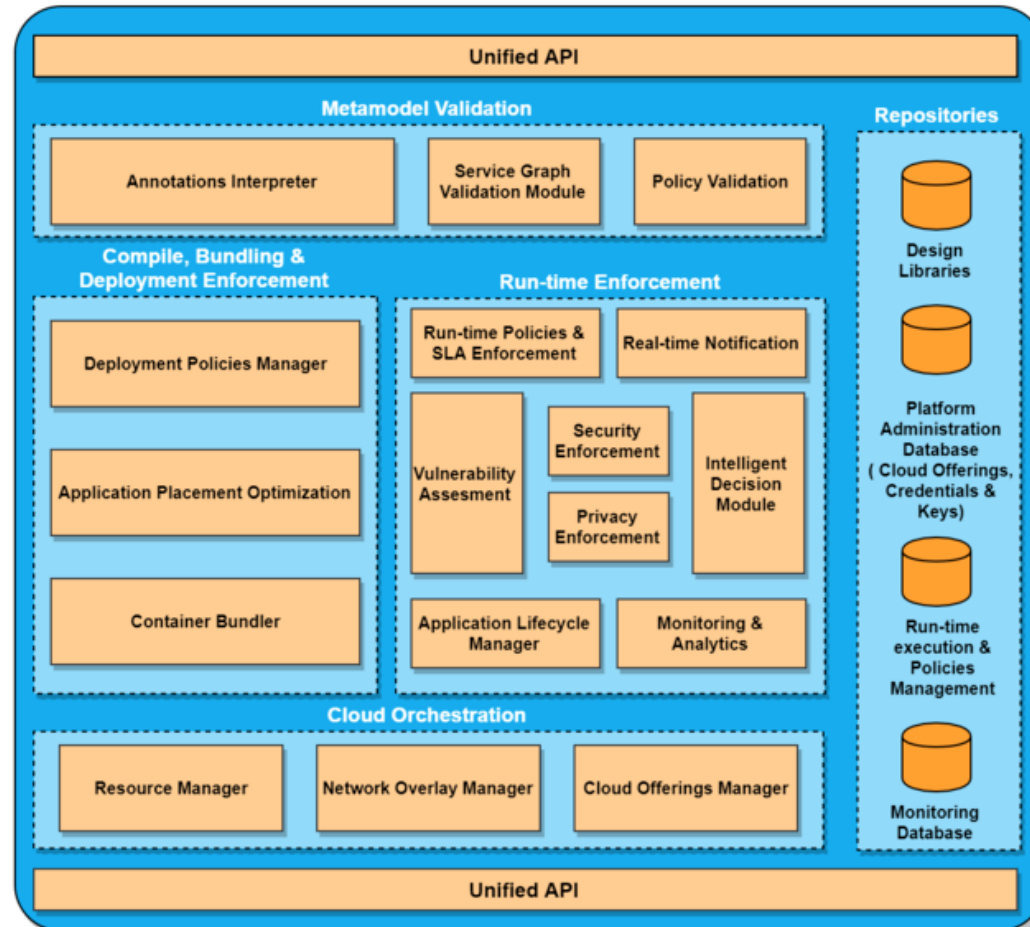 Unified API
Metamodel Validation
Annotations Interpreter
Service Graph
Validation Module
Policy Validation
Compile, Bundling &
Deployment Enforcement
Deployment Policies Manager
Application Placement Optimization
Container Bundler
Run-time Enforcement
Run-time Policies &
SLA Enforcement
Real-time Notification
Vulnerability
Assesment
Security
Enforcement
Privacy
Enforcement
Intelligent
Decision
Module
Application Lifecycle
Manager
Monitoring &
Analytics
Cloud Orchestration
Resource Manager
Network Overlay Manager
Cloud Offerings Manager
Repositories
Design
Libraries
Platform
Administration
Database
( Cloud Offerings,
Credentials &
Keys)
Run-time
execution &
Policies
Management
Monitoring
Database
Unified API